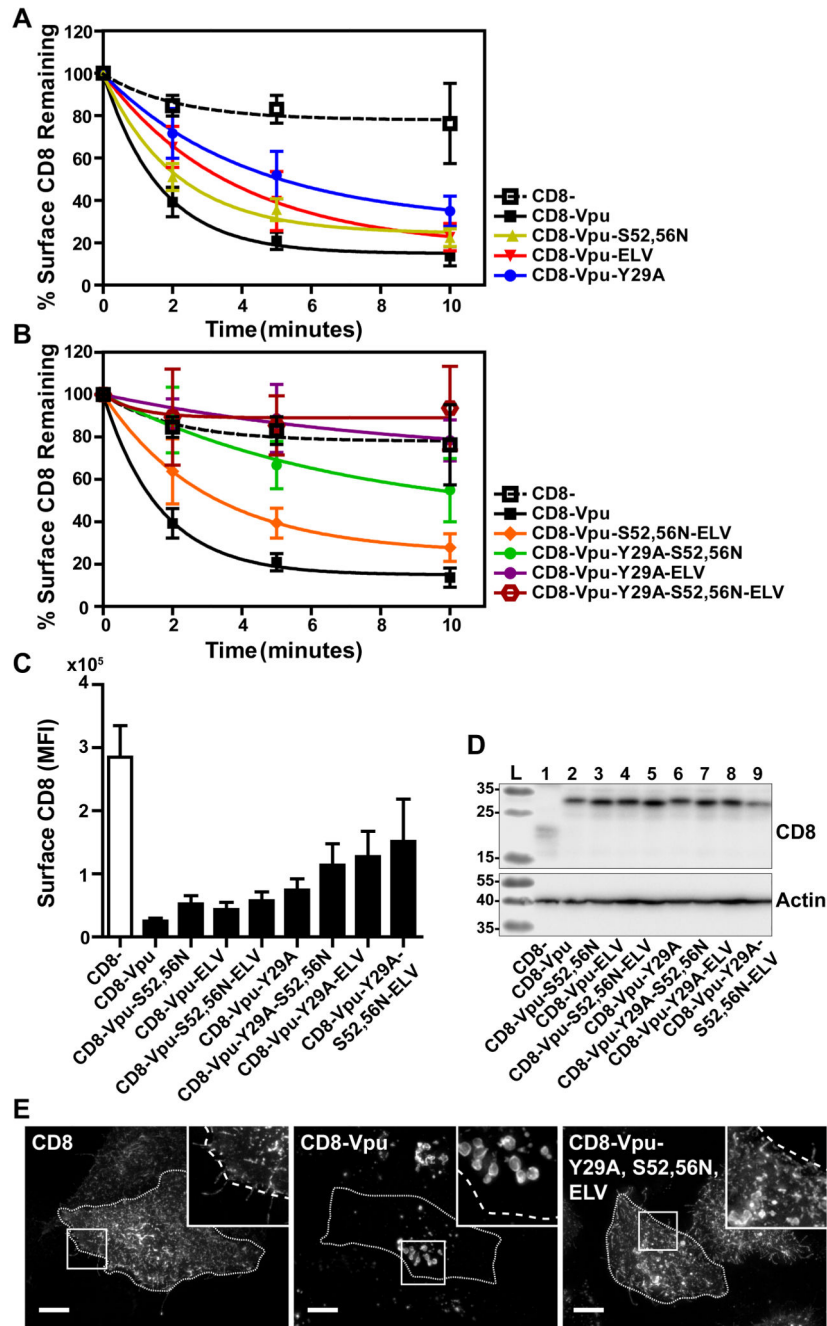 A
% Surface CD8 Remaining
120
100
80
60
40
20
0
0 2 4 6 8 10
Time (minutes)
CD8-
CD8-Vpu
CD8-Vpu-S52,56N
CD8-Vpu-ELV
CD8-Vpu-Y29A
B
% Surface CD8 Remaining
120
100
80
60
40
20
0
0 2 4 6 8 10
Time (minutes)
CD8-
CD8-Vpu
CD8-Vpu-S52,56N-ELV
CD8-Vpu-Y29A-S52,56N
CD8-Vpu-Y29A-ELV
CD8-Vpu-Y29A-S52,56N-ELV
C
x10⁵
Surface CD8 (MFI)
4
3
2
1
0
CD8-
CD8-Vpu
CD8-Vpu-S52,56N
CD8-Vpu-ELV
CD8-Vpu-S52,56N-ELV
CD8-Vpu-Y29A
CD8-Vpu-Y29A-S52,56N
CD8-Vpu-Y29A-ELV
CD8-Vpu-Y29A-
S52,56N-ELV
D
L 1 2 3 4 5 6 7 8 9
35
25
15
CD8
55
40
35
Actin
CD8-
CD8-Vpu
CD8-Vpu-S52,56N
CD8-Vpu-ELV
CD8-Vpu-S52,56N-ELV
CD8-Vpu-Y29A
CD8-Vpu-Y29A-S52,56N
CD8-Vpu-Y29A-ELV
CD8-Vpu-Y29A-
S52,56N-ELV
E
CD8
CD8-Vpu
CD8-Vpu-
Y29A, S52,56N,
ELV